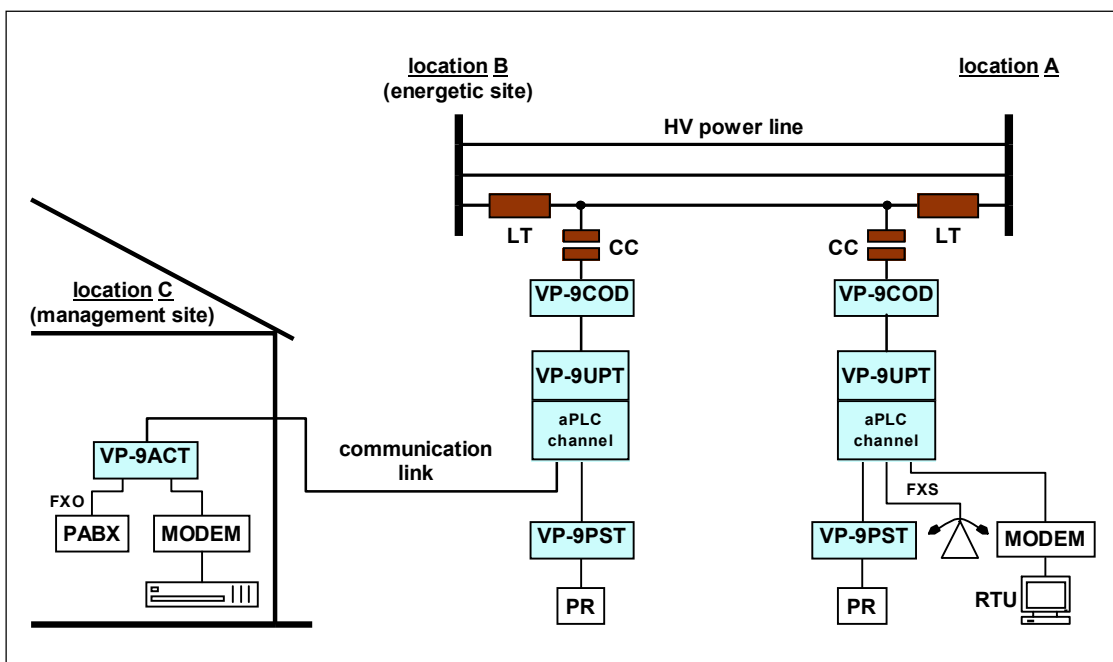 location B
(energetic site)
location A
HV power line
LT
LT
CC
CC
VP-9COD
VP-9COD
location C
(management site)
VP-9UPT
VP-9UPT
aPLC
channel
aPLC
channel
communication
link
VP-9ACT
FXO
FXS
PABX
MODEM
VP-9PST
VP-9PST
MODEM
PR
PR
RTU